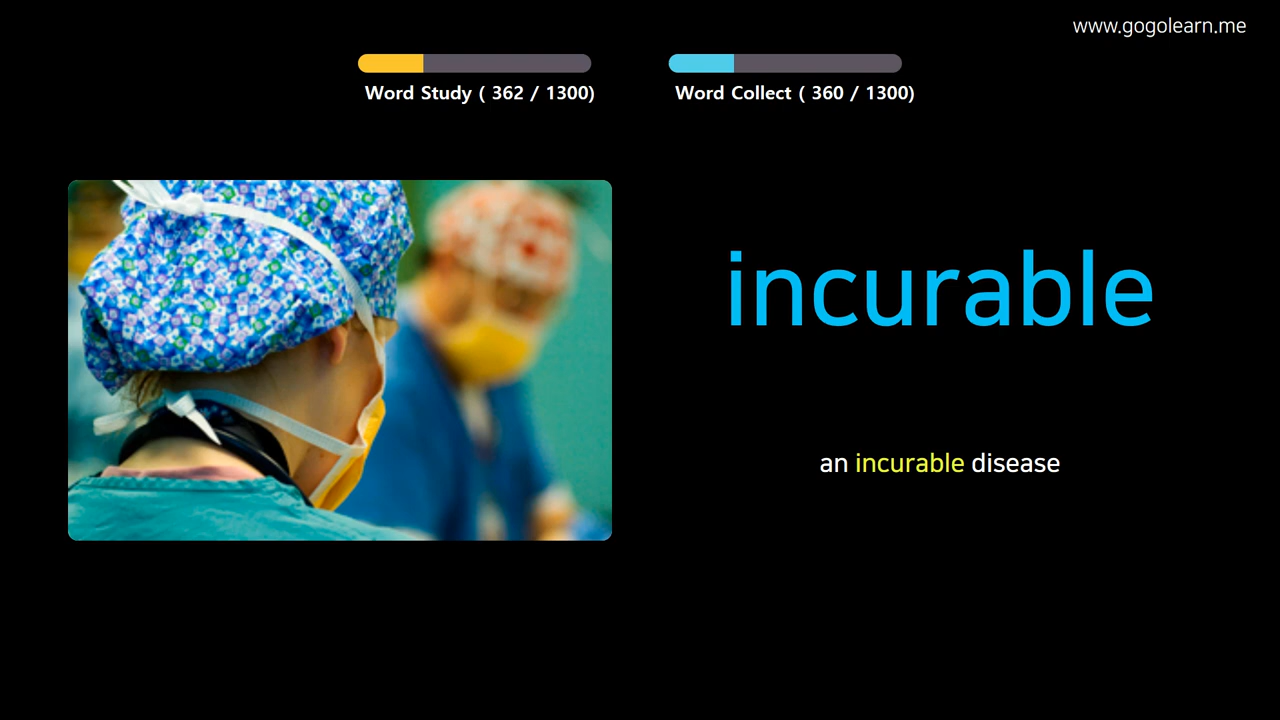 www.gogolearn.me
Word Study ( 362 / 1300)
Word Collect ( 360 / 1300)
incurable
an incurable disease